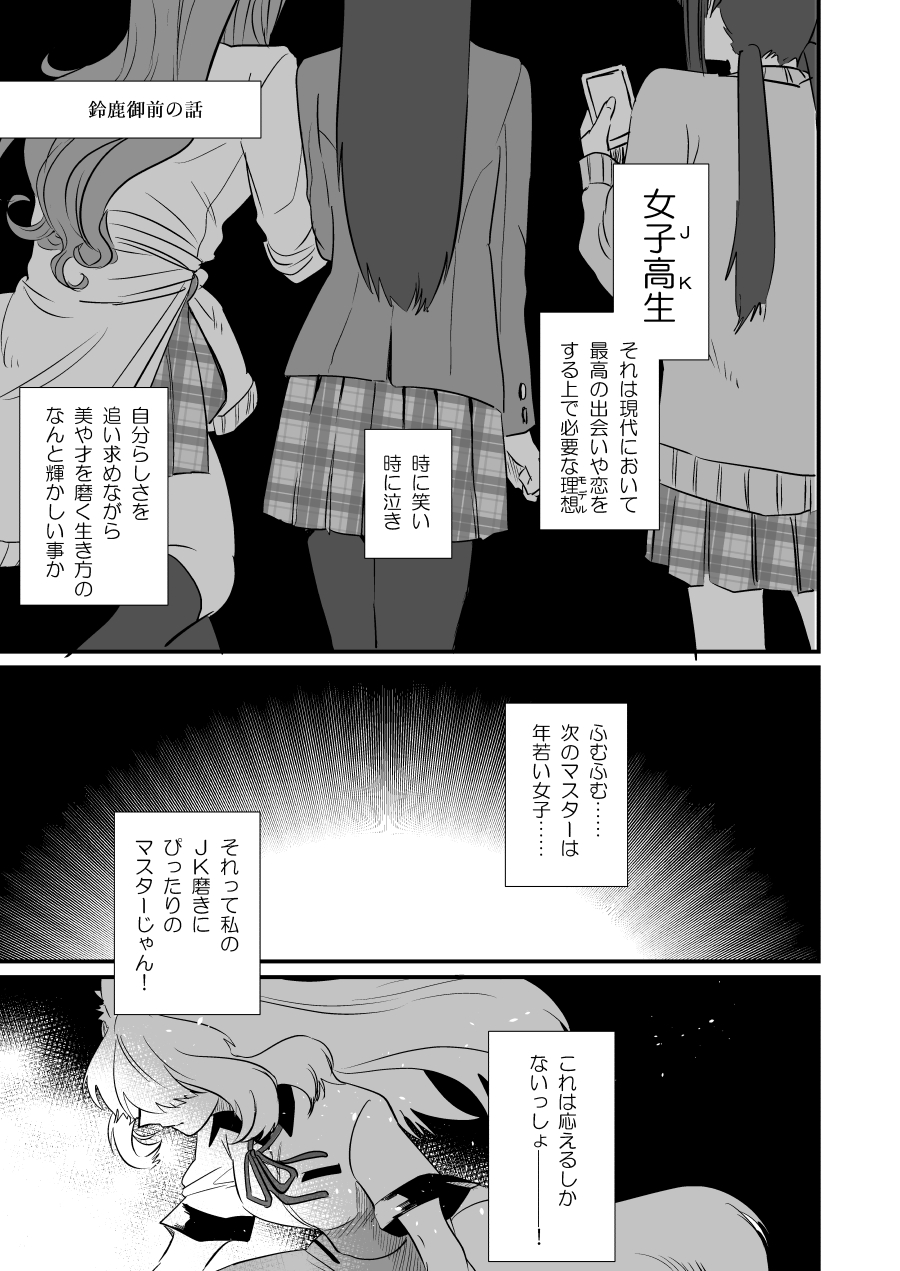 鈴鹿御前の話
女子高生
JK
それは現代において
最高の出会いや恋を
する上で必要な理想
モデル
時に笑い
時に泣き
自分らしさを
追い求めながら
美や才を磨く生き方の
なんと輝かしい事か
ふむふむ……
次のマスターは
年若い女子……
それって私の
JK磨きに
ぴったりの
マスターじゃん！
これは応えるしか
ないっしょ――！